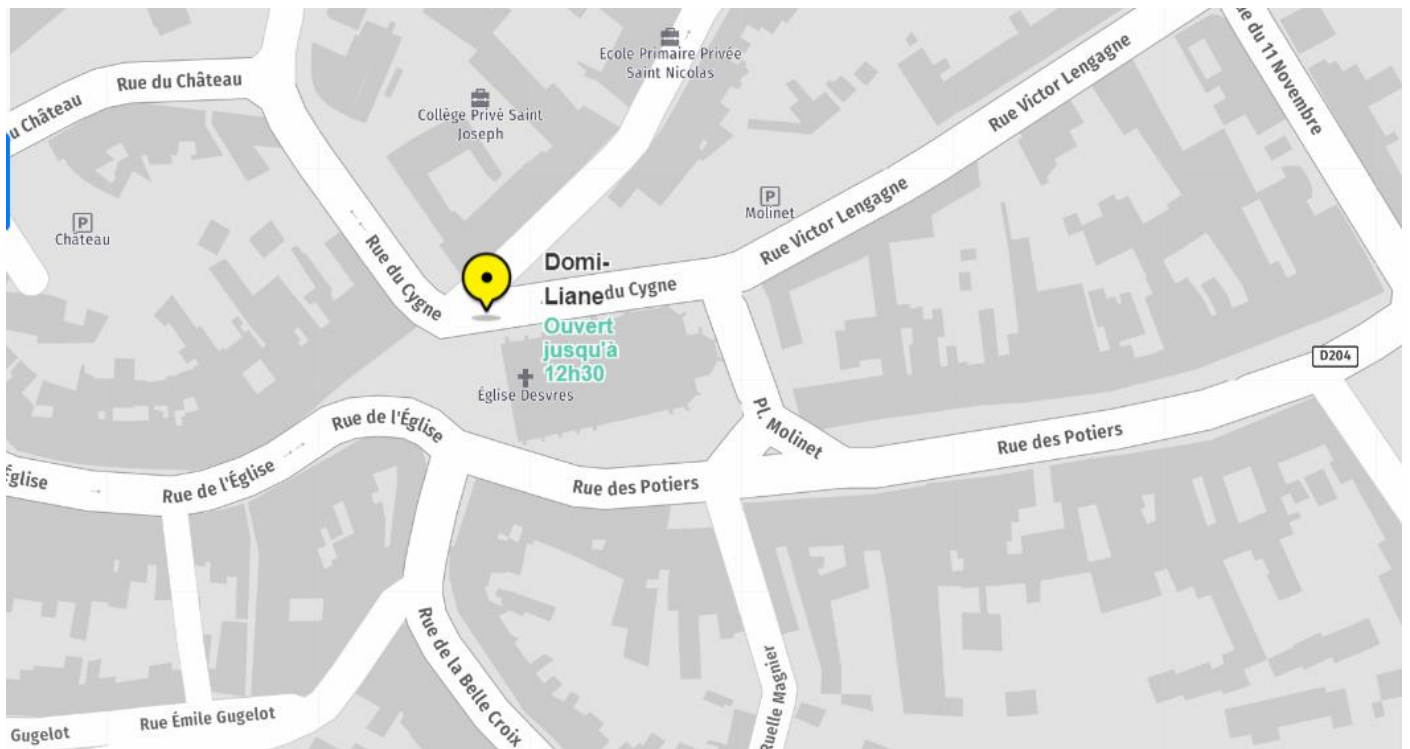 Ecole Primaire Privée
Saint Nicolas
Rue du 11 Novembre
Rue Victor Lengagne
Rue du Château
u Château
Collège Privé Saint
Joseph
P
Molinet
Rue Victor Lengagne
P
Château
Rue du Cygne
Domi-
Liane
du Cygne
Ouvert
jusqu'à
12h30
D204
Église Desvres
Pl. Molinet
Rue de l'Église
Rue des Potiers
Église
Rue de l'Église
Rue des Potiers
Rue de la Belle Croix
Ruelle Magnier
Rue Émile Gugelot
Gugelot